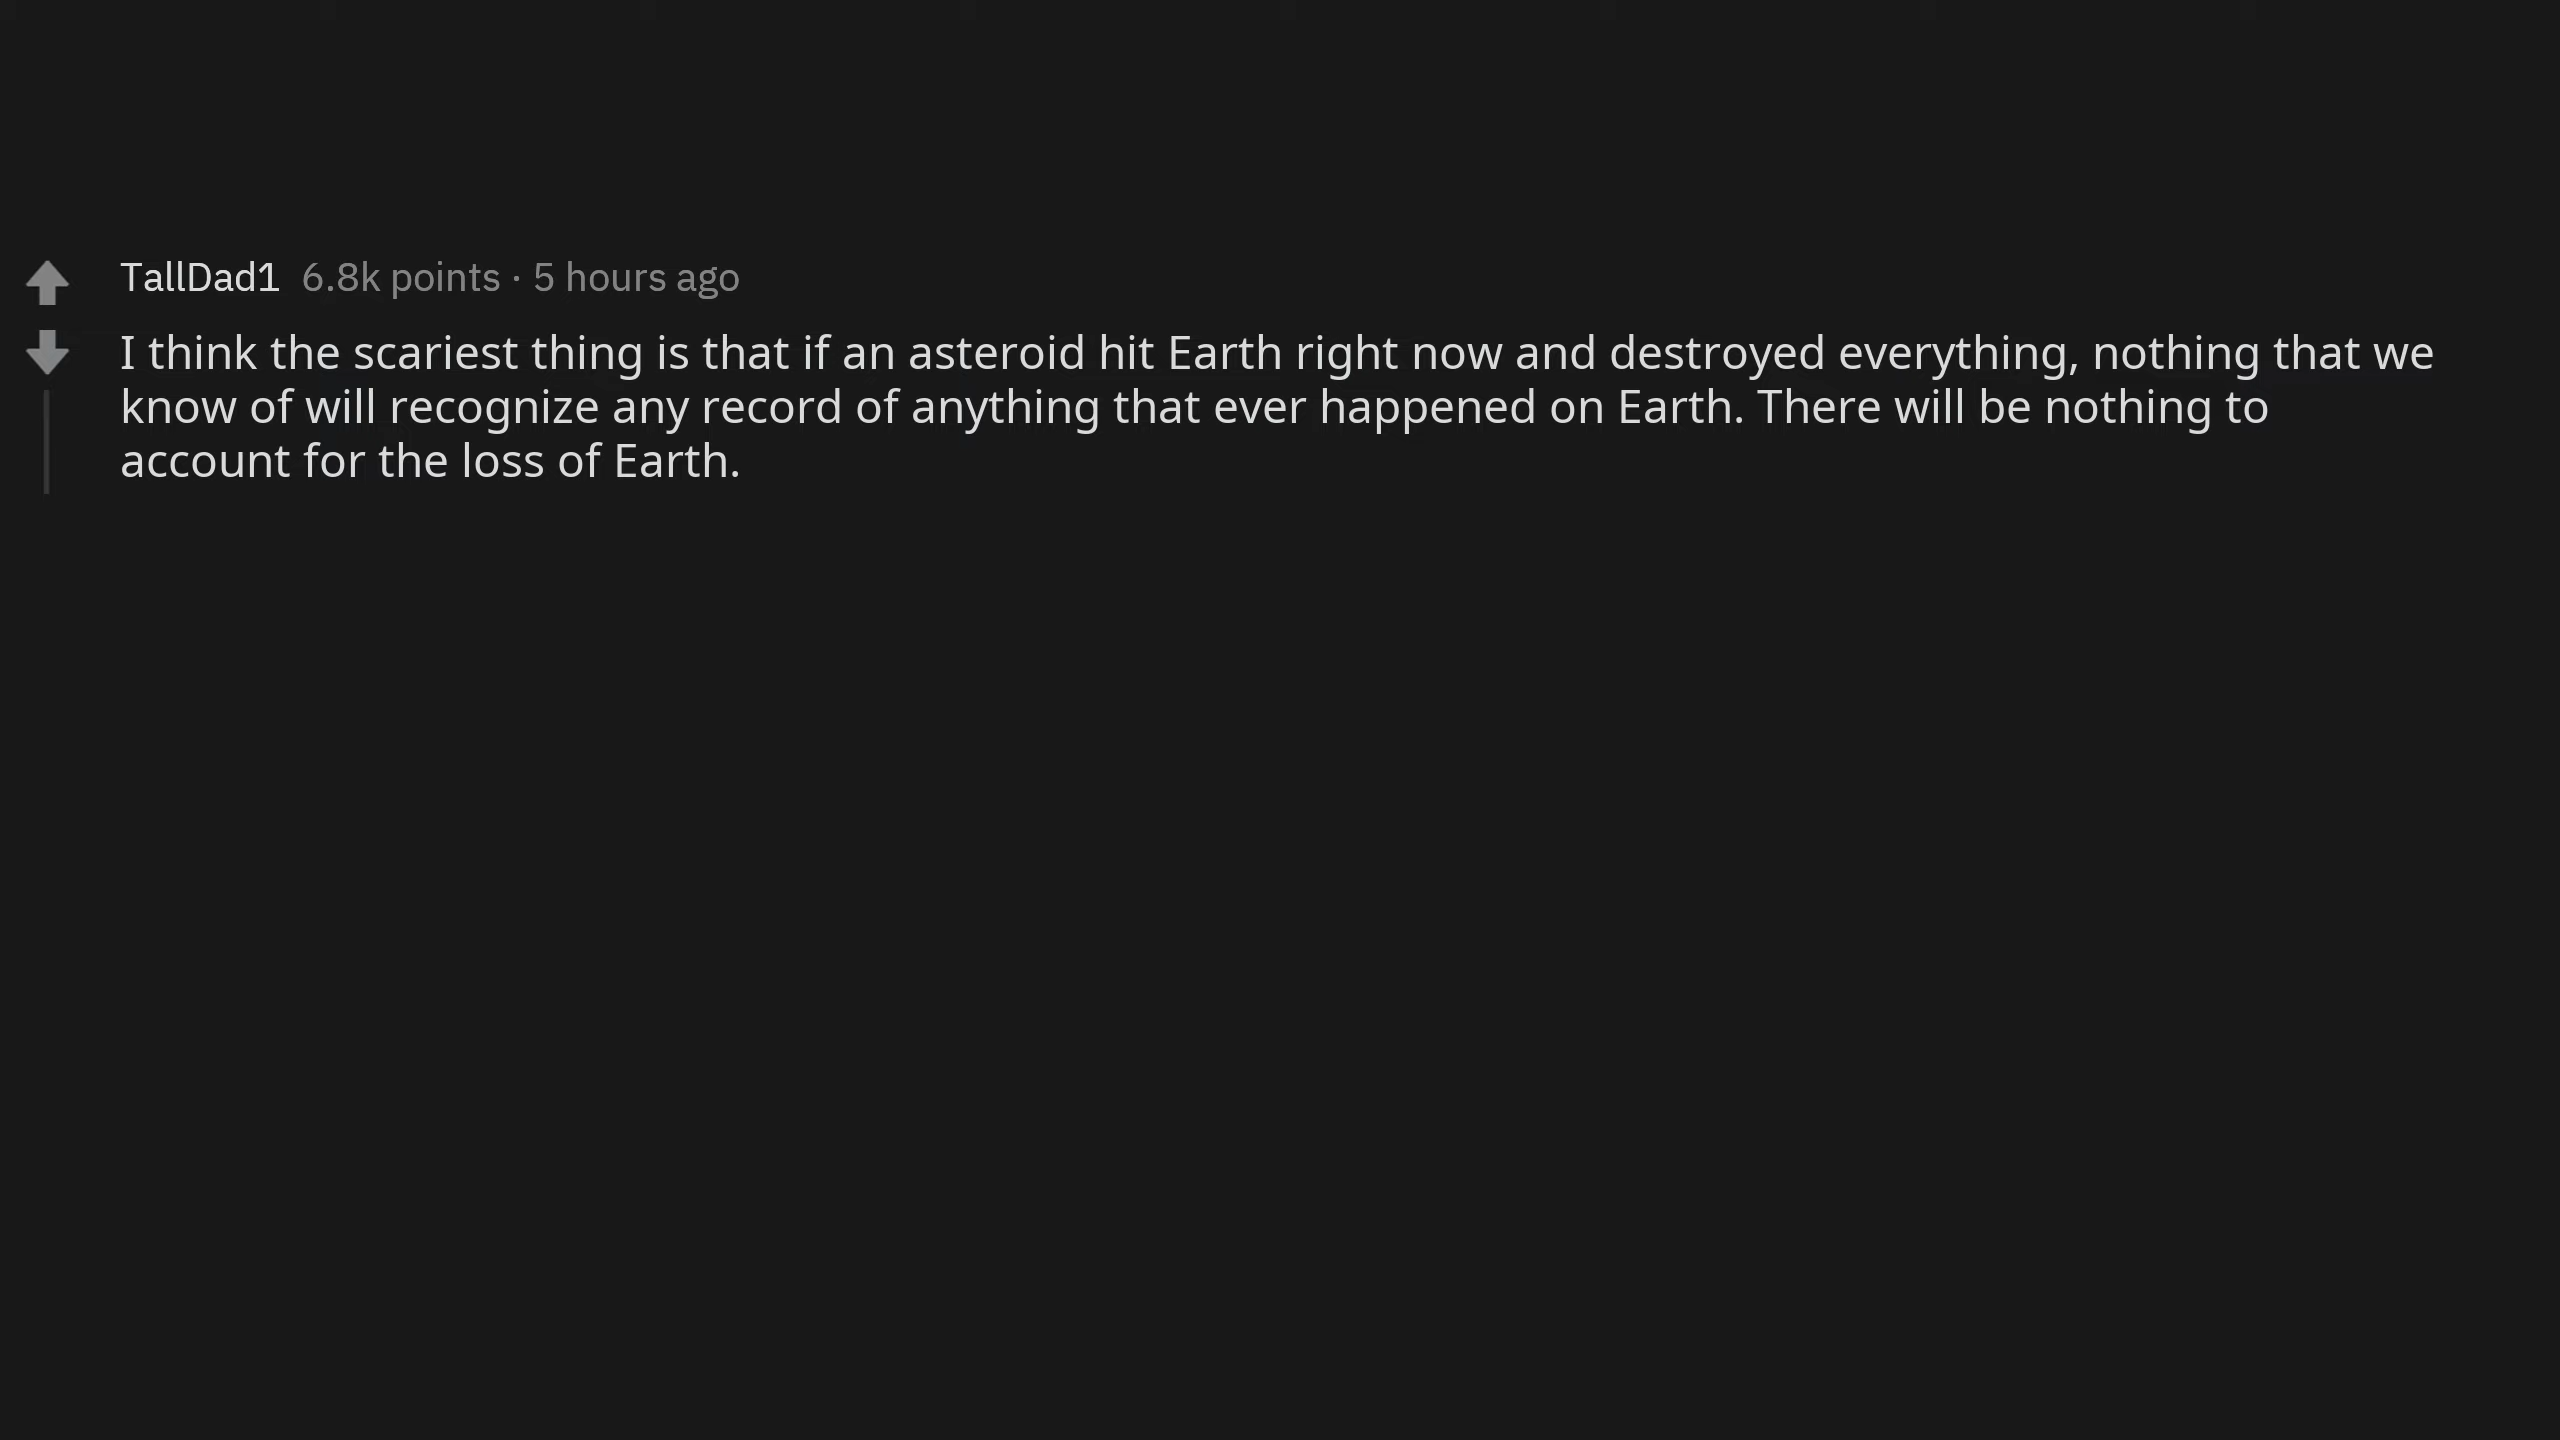 TallDad1 6.8k points · 5 hours ago
I think the scariest thing is that if an asteroid hit Earth right now and destroyed everything, nothing that we
know of will recognize any record of anything that ever happened on Earth. There will be nothing to
account for the loss of Earth.